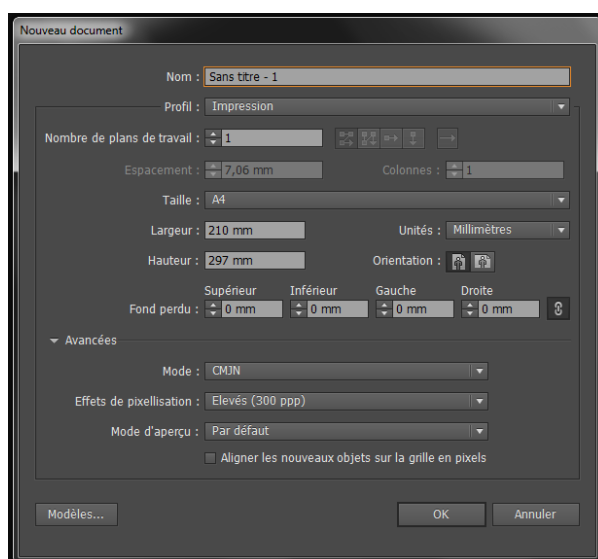 Nouveau document
Nom : Sans titre - 1
Profil : Impression
Nombre de plans de travail : 1
Espacement : 7,06 mm Colonnes : 1
Taille : A4
Largeur : 210 mm Unités : Millimètres
Hauteur : 297 mm Orientation :
Supérieur Inférieur Gauche Droite
Fond perdu : 0 mm 0 mm 0 mm 0 mm
Avancées
Mode : CMJN
Effets de pixellisation : Elevés (300 ppp)
Mode d'aperçu : Par défaut
Aligner les nouveaux objets sur la grille en pixels
Modèles... OK Annuler